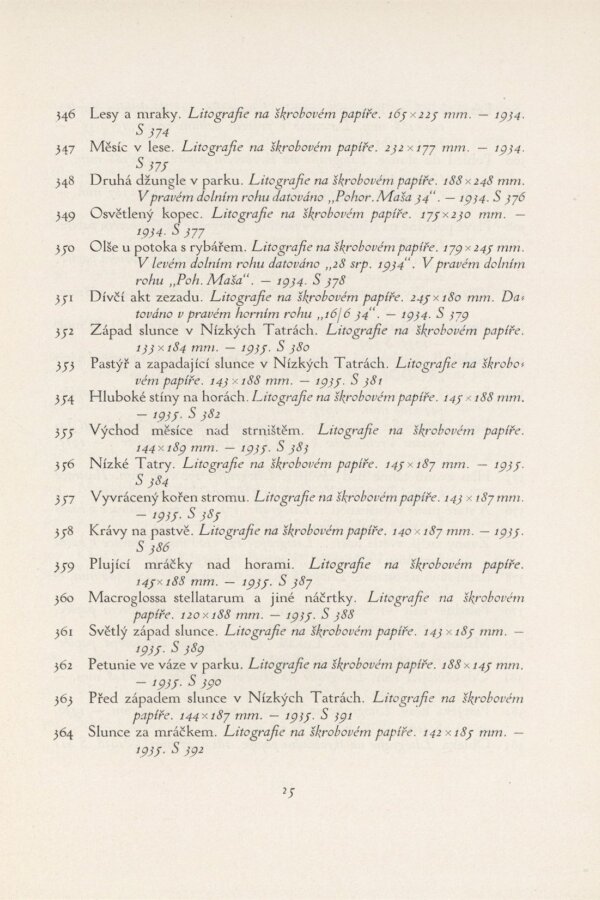 346 Lesy a mraky. Litografie na škrobovém papíře. 165×225 mm. — 1934.
S 374
347 Měsíc v lese. Litografie na škrobovém papíře. 232×177 mm. — 1934.
S 375
348 Druhá džungle v parku. Litografie na škrobovém papíře. 188×248 mm.
V pravém dolním rohu datováno „Pohor. Maša 34“. — 1934. S 376
349 Osvětlený kopec. Litografie na škrobovém papíře. 175×230 mm. —
1934. S 377
350 Olše u potoka s rybářem. Litografie na škrobovém papíře. 179×245 mm.
V levém dolním rohu datováno „28 srp. 1934“. V pravém dolním
rohu „Poh. Maša“. — 1934. S 378
351 Dívčí akt zezadu. Litografie na škrobovém papíře. 245×180 mm. Da-
továno v pravém horním rohu „16/6 34“. — 1934. S 379
352 Západ slunce v Nízkých Tatrách. Litografie na škrobovém papíře.
133×184 mm. — 1935. S 380
353 Pastýř a zapadající slunce v Nízkých Tatrách. Litografie na škrobo-
vém papíře. 143×188 mm. — 1935. S 381
354 Hluboké stíny na horách. Litografie na škrobovém papíře. 145×188 mm.
— 1935. S 382
355 Východ měsíce nad strništěm. Litografie na škrobovém papíře.
144×189 mm. — 1935. S 383
356 Nízké Tatry. Litografie na škrobovém papíře. 145×187 mm. — 1935.
S 384
357 Vyvrácený kořen stromu. Litografie na škrobovém papíře. 143×187 mm.
— 1935. S 385
358 Krávy na pastvě. Litografie na škrobovém papíře. 140×187 mm. — 1935.
S 386
359 Plující mráčky nad horami. Litografie na škrobovém papíře.
145×188 mm. — 1935. S 387
360 Macroglossa stellatarum a jiné náčrtky. Litografie na škrobovém
papíře. 120×188 mm. — 1935. S 388
361 Světlý západ slunce. Litografie na škrobovém papíře. 143×185 mm. —
1935. S 389
362 Petunie ve váze v parku. Litografie na škrobovém papíře. 188×145 mm.
— 1935. S 390
363 Před západem slunce v Nízkých Tatrách. Litografie na škrobovém
papíře. 144×187 mm. — 1935. S 391
364 Slunce za mráčkem. Litografie na škrobovém papíře. 142×185 mm. —
1935. S 392
25